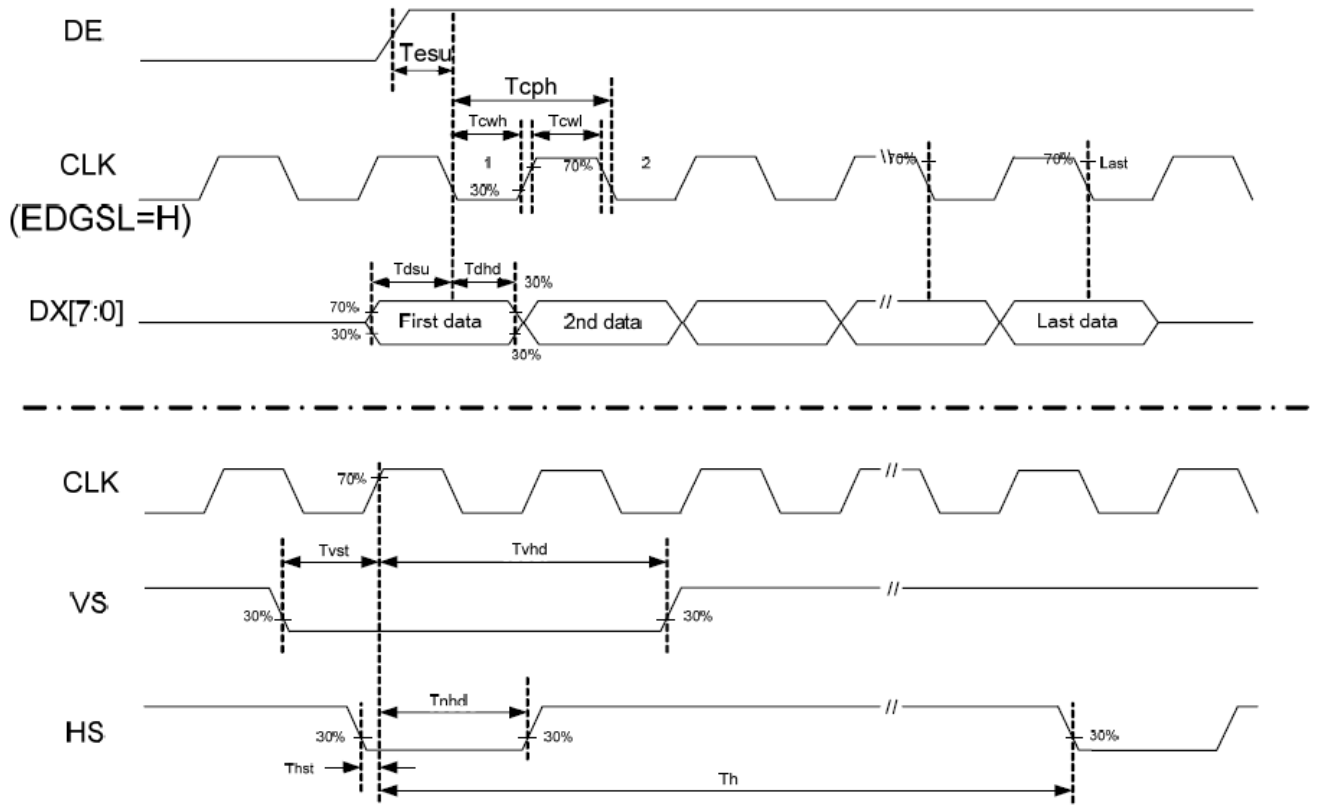 DE
Tesu
Tcph
Tcwh
Tcwl
CLK
1
70%
2
70%
70%
Last
30%
(EDGSL=H)
Tdsu
Tdhd
30%
DX[7:0]
70%
First data
2nd data
//
Last data
30%
30%
CLK
70%
//
Tvst
Tvhd
VS
30%
30%
//
HS
30%
30%
//
30%
Thst
Th